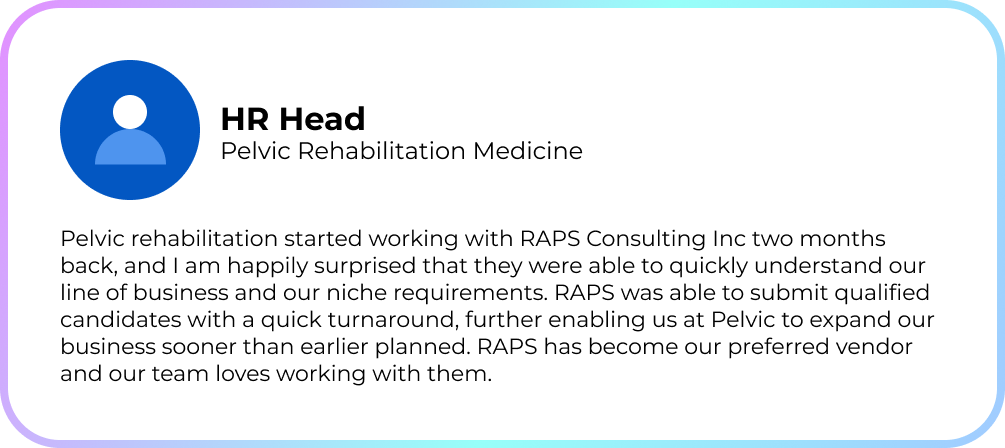 HR Head
Pelvic Rehabilitation Medicine
Pelvic rehabilitation started working with RAPS Consulting Inc two months
back, and I am happily surprised that they were able to quickly understand our
line of business and our niche requirements. RAPS was able to submit qualified
candidates with a quick turnaround, further enabling us at Pelvic to expand our
business sooner than earlier planned. RAPS has become our preferred vendor
and our team loves working with them.